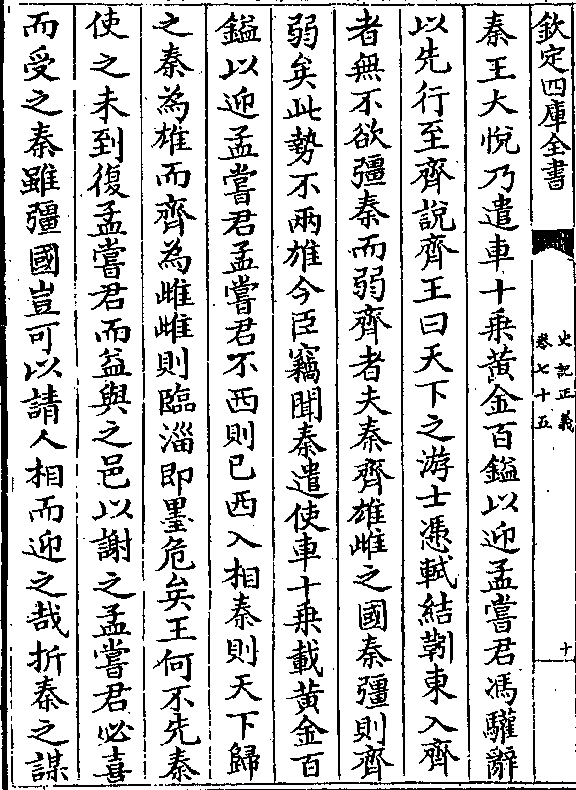 欽定四庫全書
史記正義
卷七十五
十
秦王大悅乃遣車十乗黃金百鎰以迎孟嘗君馮驩辭
以先行至齊說齊王曰天下之游士憑軾結靷東入齊
者無不欲彊秦而弱齊者夫秦齊雄雌之國秦彊則齊
弱矣此勢不兩雄今臣竊聞秦遣使車十乗載黃金百
鎰以迎孟嘗君孟嘗君不西則已西入相秦則天下歸
之秦為雄而齊為雌雌則臨淄即墨危矣王何不先秦
使之未到復孟嘗君而益與之邑以謝之孟嘗君必喜
而受之秦雖彊國豈可以請人相而迎之哉折秦之謀